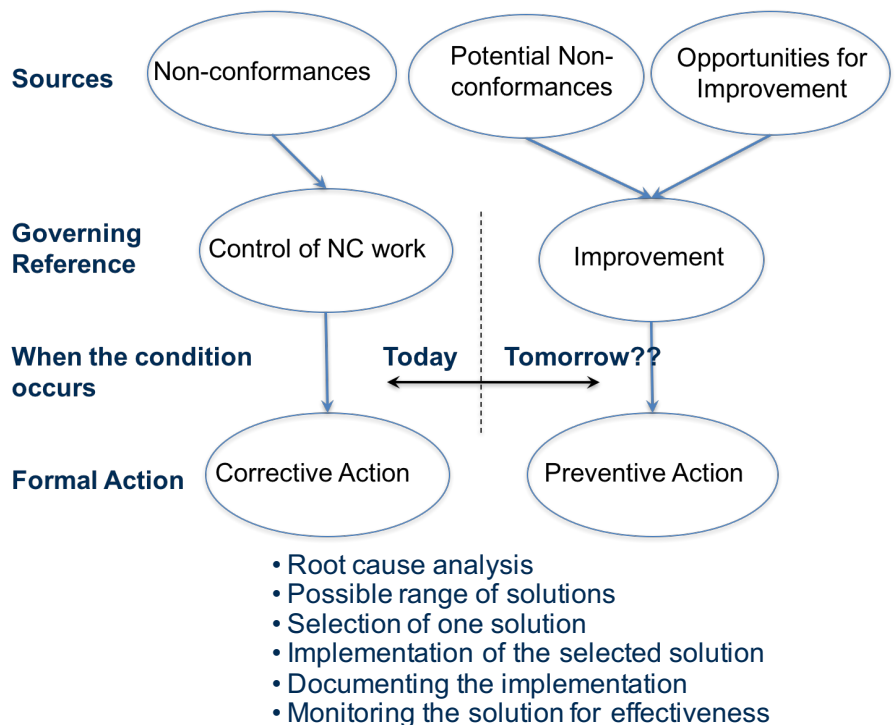 Sources
Non-conformances
Potential Non-
conformances
Opportunities for
Improvement
Governing
Reference
Control of NC work
Improvement
When the condition
occurs
Today
Tomorrow??
Formal Action
Corrective Action
Preventive Action
• Root cause analysis
• Possible range of solutions
• Selection of one solution
• Implementation of the selected solution
• Documenting the implementation
• Monitoring the solution for effectiveness